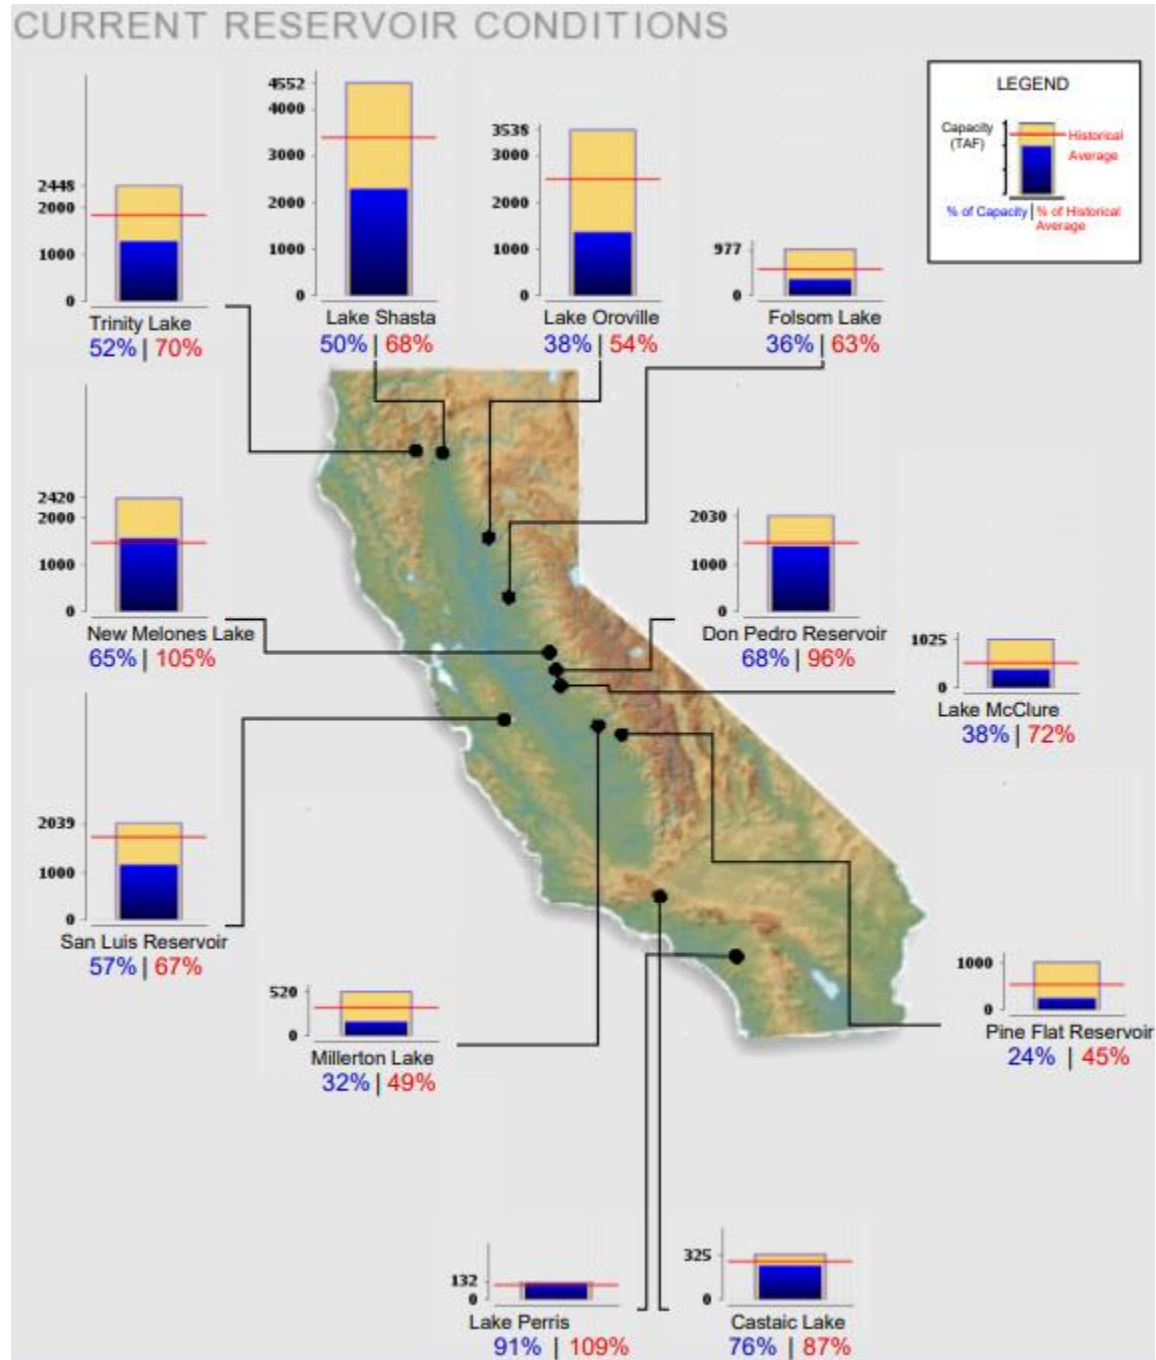 CURRENT RESERVOIR CONDITIONS
LEGEND
Capacity
(TAF)
Historical
Average
% of Capacity | % of Historical
Average
2448
2000
1000
0
Trinity Lake
52% | 70%
4552
4000
3000
2000
1000
0
Lake Shasta
50% | 68%
3538
3000
2000
1000
0
Lake Oroville
38% | 54%
977
0
Folsom Lake
36% | 63%
2420
2000
1000
0
New Melones Lake
65% | 105%
2030
1000
0
Don Pedro Reservoir
68% | 96%
1025
0
Lake McClure
38% | 72%
2039
1000
0
San Luis Reservoir
57% | 67%
520
0
Millerton Lake
32% | 49%
1000
0
Pine Flat Reservoir
24% | 45%
132
0
Lake Perris
91% | 109%
325
0
Castaic Lake
76% | 87%